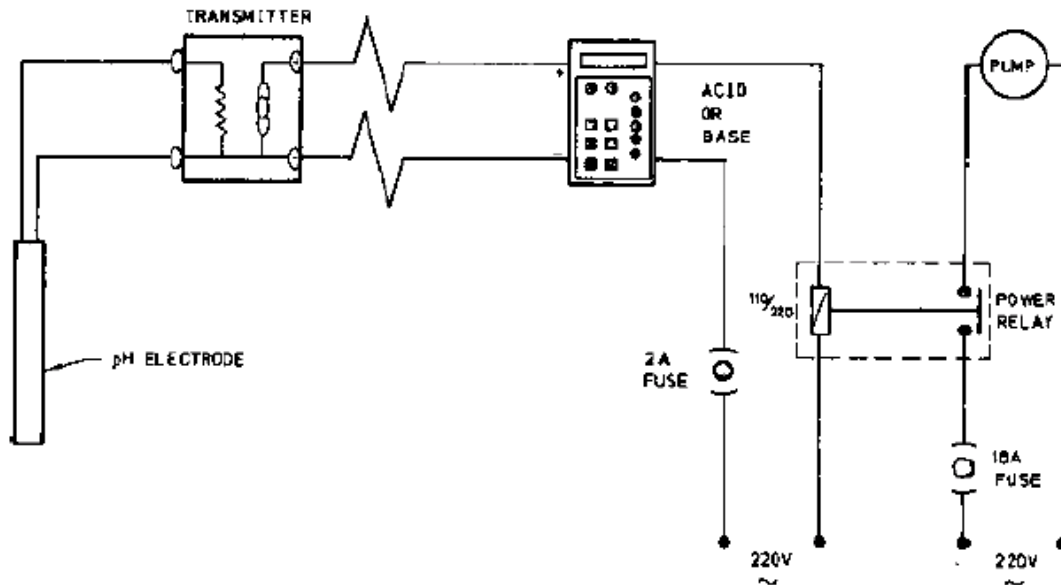 TRANSMITTER
PUMP
ACID
OR
BASE
110/220
POWER
RELAY
pH ELECTRODE
2A
FUSE
16A
FUSE
220V
~
220V
~